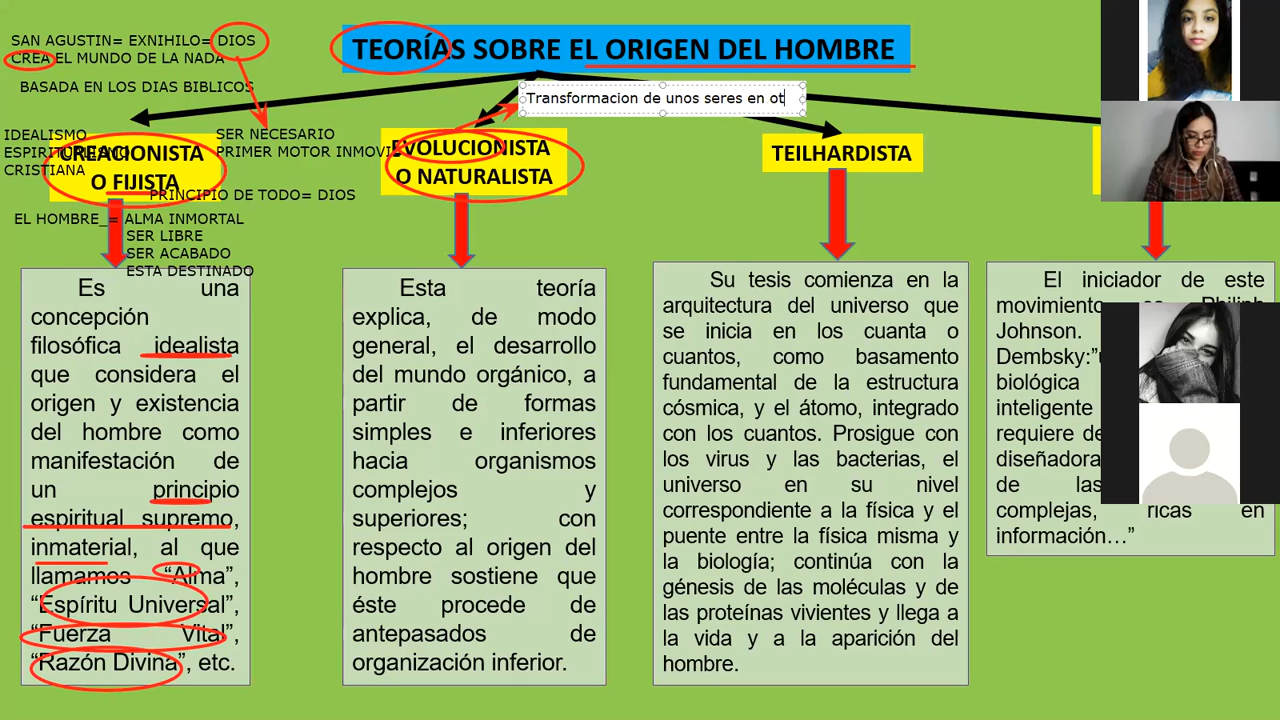 TEORÍAS SOBRE EL ORIGEN DEL HOMBRE
SAN AGUSTIN= EXNIHILO= DIOS
CREA EL MUNDO DE LA NADA
BASADA EN LOS DIAS BIBLICOS
Transformacion de unos seres en ot
IDEALISMO
ESPIRITUALISMO
CRISTIANA
SER NECESARIO
PRIMER MOTOR INMOVI
CREACIONISTA
O FIJISTA
PRINCIPIO DE TODO= DIOS
EL HOMBRE_= ALMA INMORTAL
SER LIBRE
SER ACABADO
ESTA DESTINADO
Es una
concepción
filosófica idealista
que considera el
origen y existencia
del hombre como
manifestación de
un principio
espiritual supremo,
inmaterial, al que
llamamos “Alma”,
“Espíritu Universal”,
“Fuerza Vital”,
“Razón Divina”, etc.
EVOLUCIONISTA
O NATURALISTA
Esta teoría
explica, de modo
general, el desarrollo
del mundo orgánico, a
partir de formas
simples e inferiores
hacia organismos
complejos y
superiores; con
respecto al origen del
hombre sostiene que
éste procede de
antepasados de
organización inferior.
TEILHARDISTA
Su tesis comienza en la
arquitectura del universo que
se inicia en los cuanta o
cuantos, como basamento
fundamental de la estructura
cósmica, y el átomo, integrado
con los cuantos. Prosigue con
los virus y las bacterias, el
universo en su nivel
correspondiente a la física y el
puente entre la física misma y
la biología; continúa con la
génesis de las moléculas y de
las proteínas vivientes y llega a
la vida y a la aparición del
hombre.
El iniciador de este
movimiento es Philiph
Johnson.
Dembsky:”
biológica
inteligente
requiere de
diseñadora
de las
complejas, ricas en
información…”